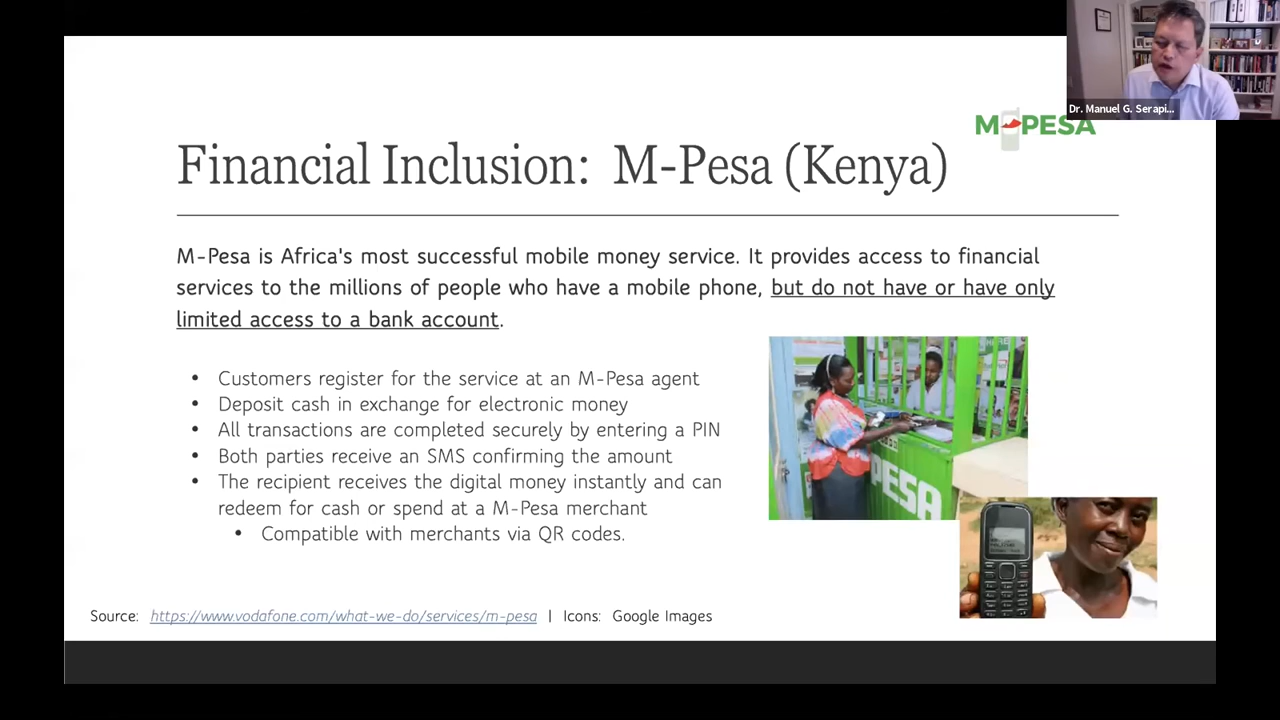 Dr. Manuel G. Serapi...
M-PESA
Financial Inclusion:  M-Pesa (Kenya)
M-Pesa is Africa's most successful mobile money service. It provides access to financial
services to the millions of people who have a mobile phone, but do not have or have only
limited access to a bank account.
• Customers register for the service at an M-Pesa agent
• Deposit cash in exchange for electronic money
• All transactions are completed securely by entering a PIN
• Both parties receive an SMS confirming the amount
• The recipient receives the digital money instantly and can
redeem for cash or spend at a M-Pesa merchant
• Compatible with merchants via QR codes.
PESA
Source: https://www.vodafone.com/what-we-do/services/m-pesa | Icons: Google Images